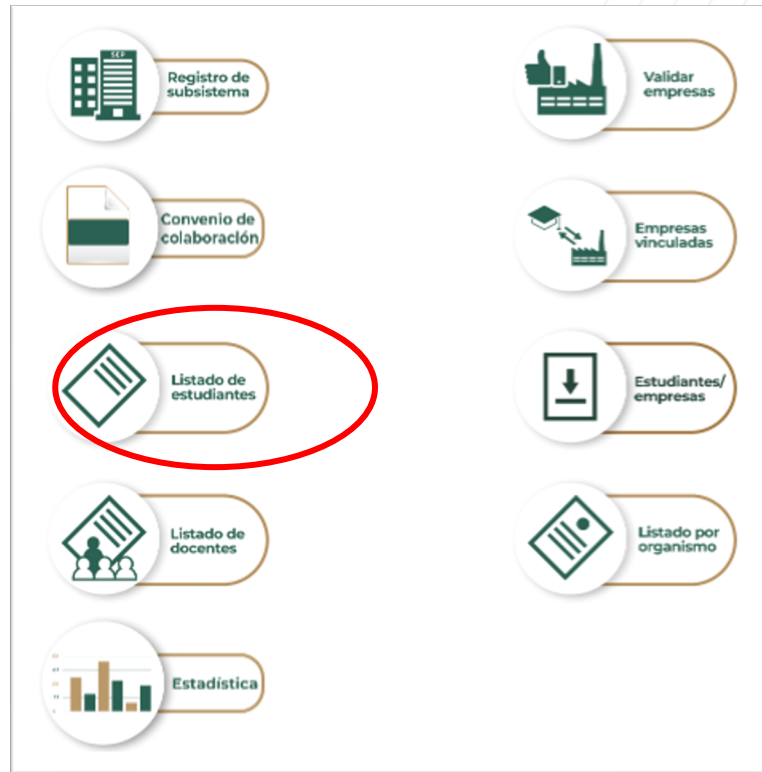 SEP
Registro de
subsistema
Validar
empresas
Convenio de
colaboración
Empresas
vinculadas
Listado de
estudiantes
Estudiantes/
empresas
Listado de
docentes
Listado por
organismo
Estadística